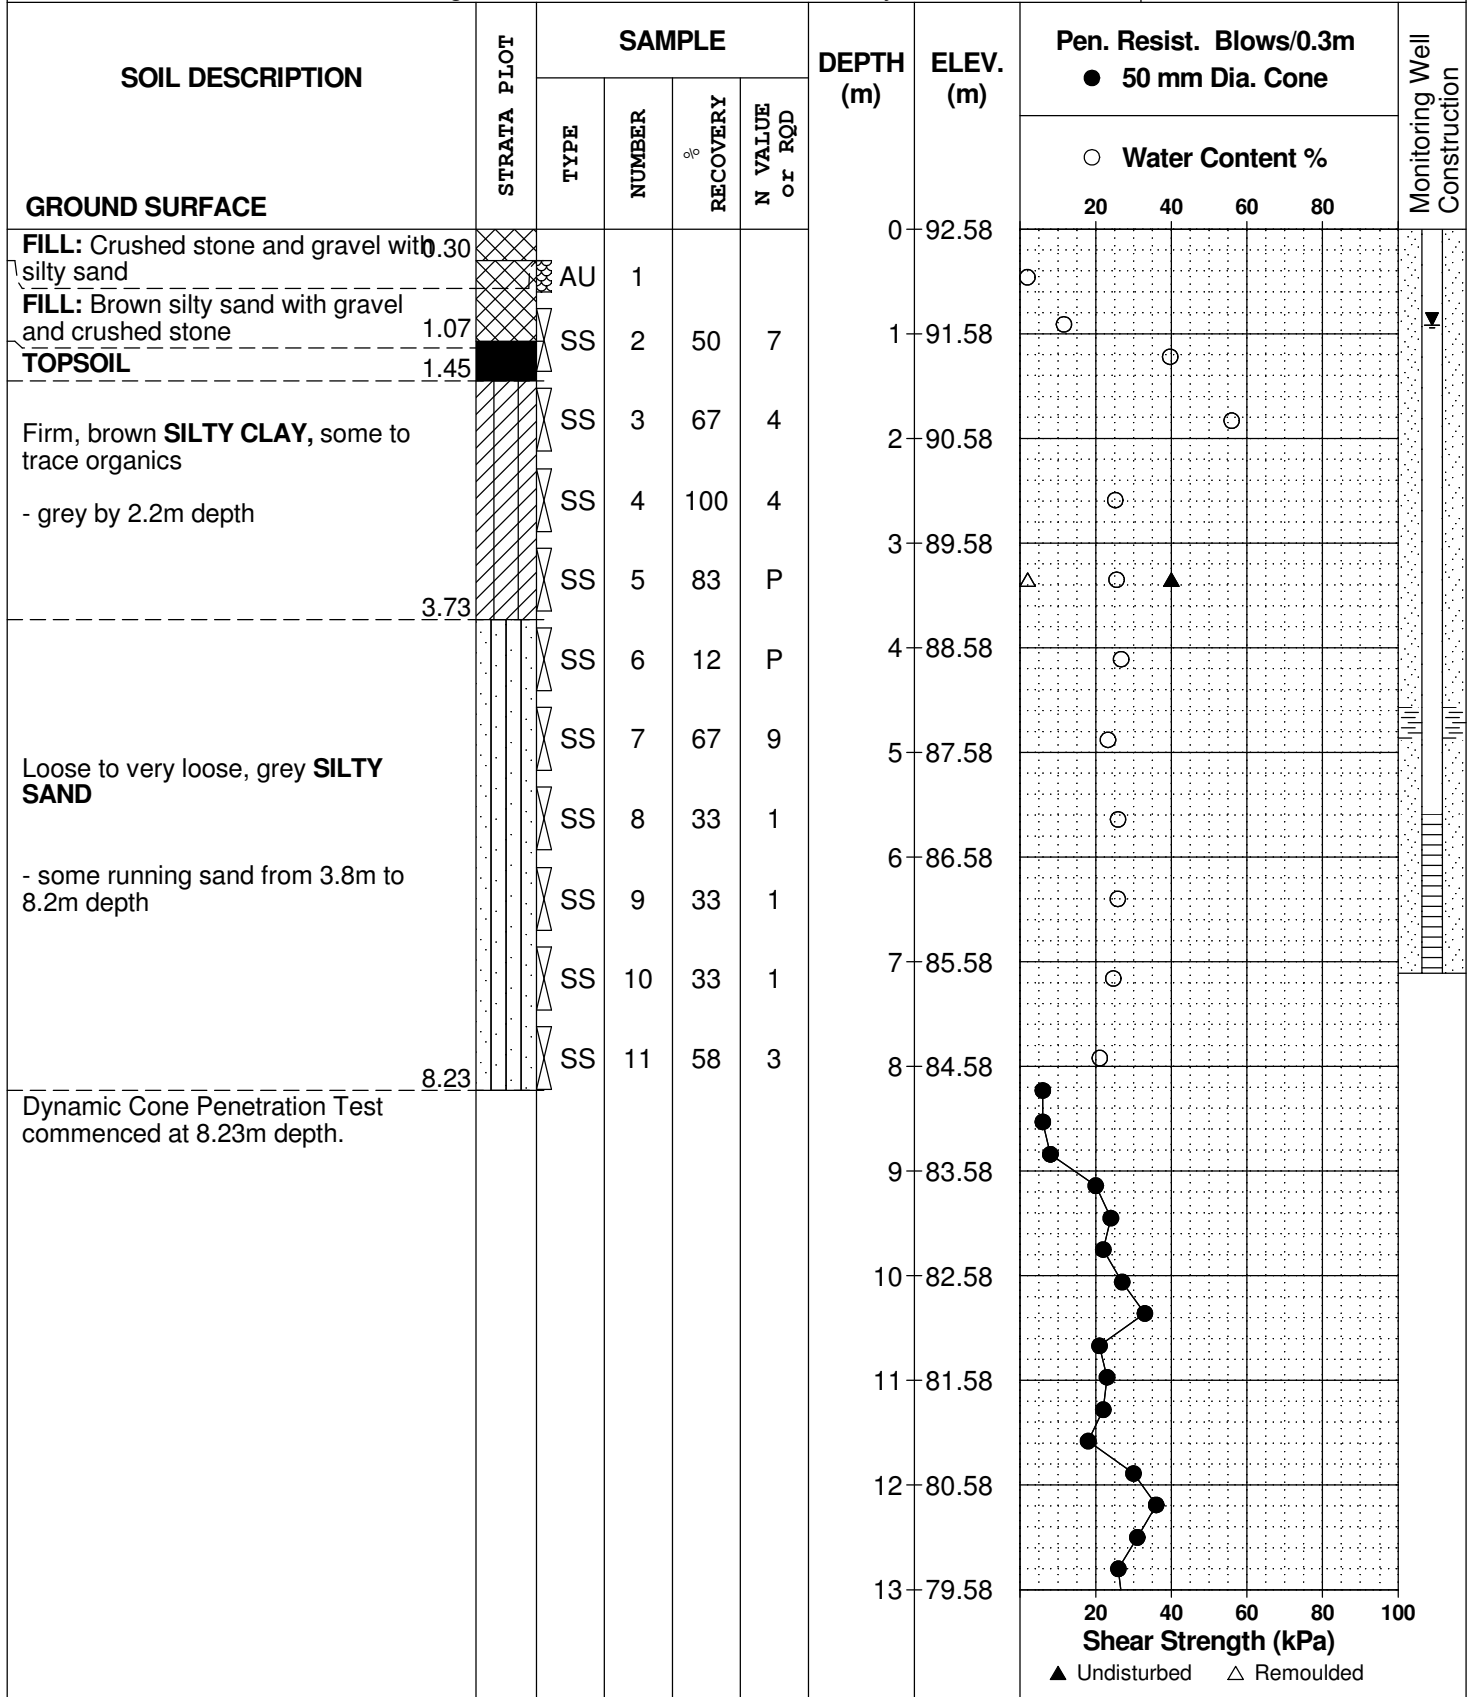 SOIL DESCRIPTION
GROUND SURFACE
STRATA PLOT
SAMPLE
TYPE
NUMBER
% RECOVERY
N VALUE or RQD
DEPTH (m)
ELEV. (m)
Pen. Resist. Blows/0.3m
● 50 mm Dia. Cone
○ Water Content %
20 40 60 80
Monitoring Well Construction
FILL: Crushed stone and gravel with 0.30
silty sand
FILL: Brown silty sand with gravel
and crushed stone 1.07
TOPSOIL 1.45
Firm, brown SILTY CLAY, some to
trace organics
- grey by 2.2m depth
3.73
Loose to very loose, grey SILTY
SAND
- some running sand from 3.8m to
8.2m depth
8.23
Dynamic Cone Penetration Test
commenced at 8.23m depth.
AU 1
SS 2 50 7
SS 3 67 4
SS 4 100 4
SS 5 83 P
SS 6 12 P
SS 7 67 9
SS 8 33 1
SS 9 33 1
SS 10 33 1
SS 11 58 3
0 92.58
1 91.58
2 90.58
3 89.58
4 88.58
5 87.58
6 86.58
7 85.58
8 84.58
9 83.58
10 82.58
11 81.58
12 80.58
13 79.58
20 40 60 80 100
Shear Strength (kPa)
▲ Undisturbed △ Remoulded